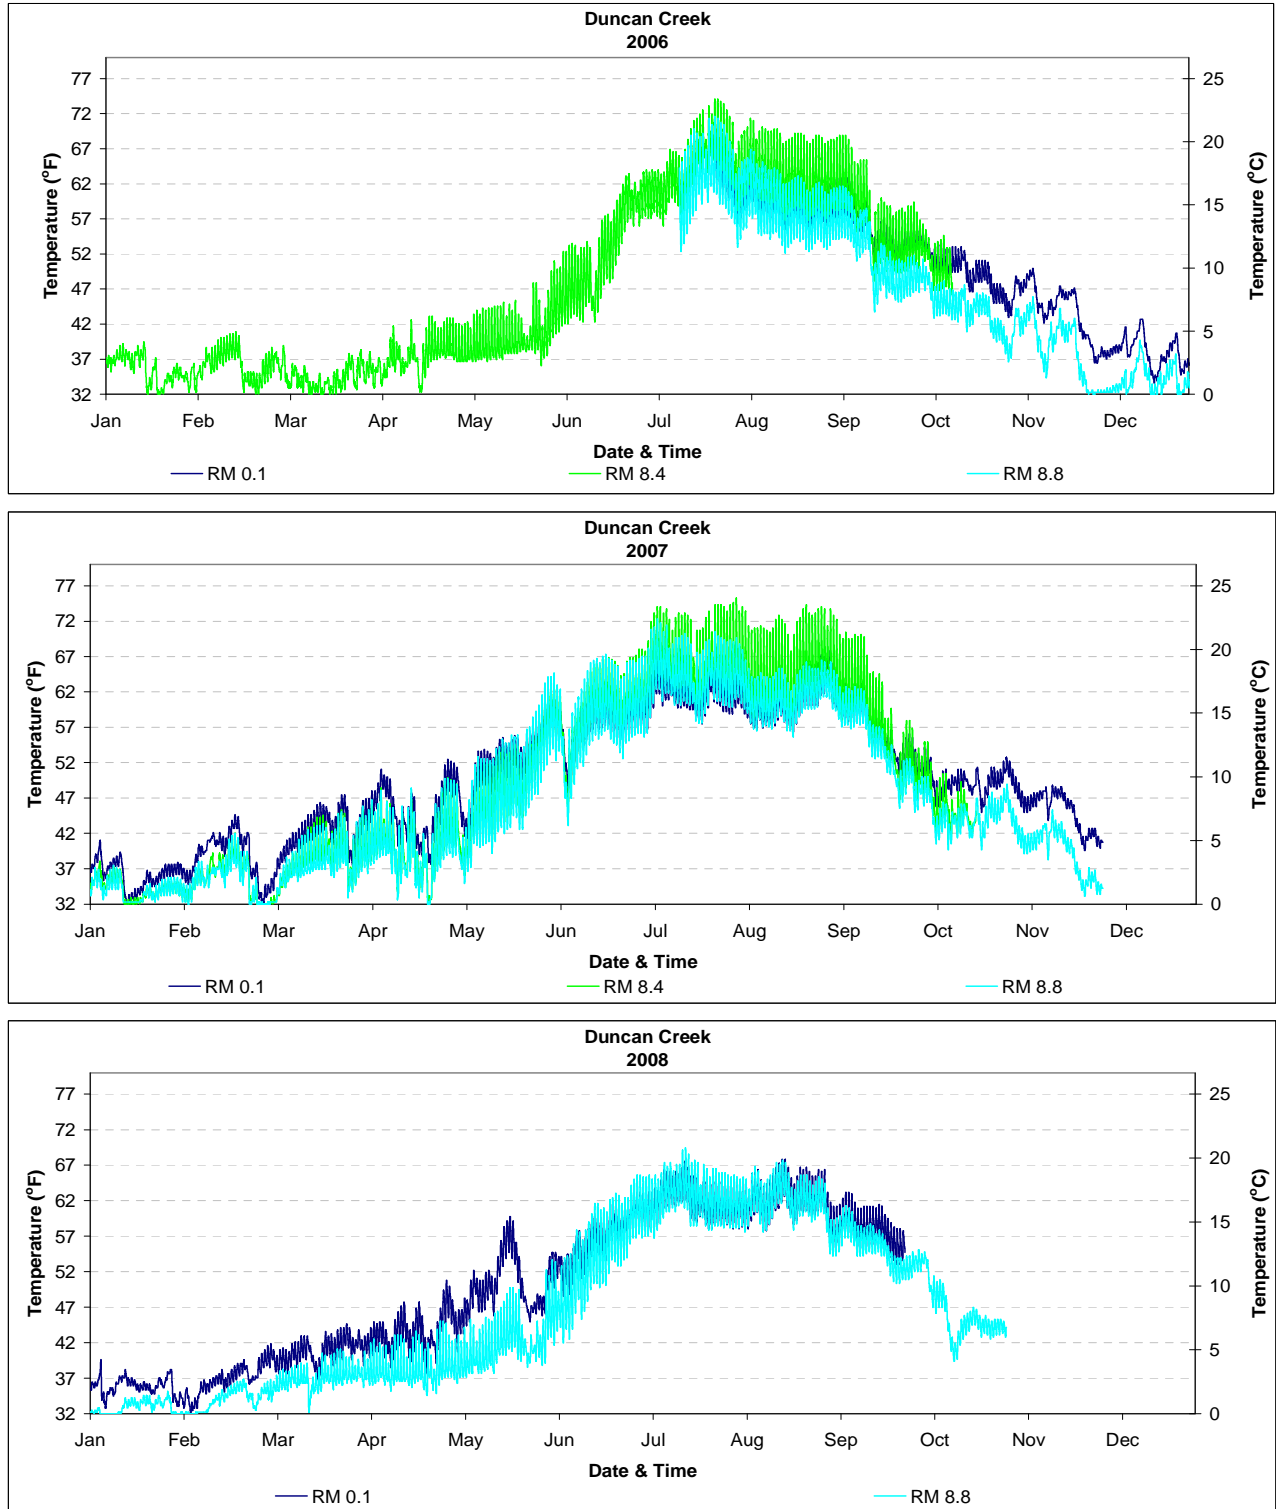 Duncan Creek
2006
Temperature (°F)
77
72
67
62
57
52
47
42
37
32
25
20
15
10
5
0
Temperature (°C)
Jan Feb Mar Apr May Jun Jul Aug Sep Oct Nov Dec
Date & Time
RM 0.1 RM 8.4 RM 8.8
Duncan Creek
2007
Temperature (°F)
77
72
67
62
57
52
47
42
37
32
25
20
15
10
5
0
Temperature (°C)
Jan Feb Mar Apr May Jun Jul Aug Sep Oct Nov Dec
Date & Time
RM 0.1 RM 8.4 RM 8.8
Duncan Creek
2008
Temperature (°F)
77
72
67
62
57
52
47
42
37
32
25
20
15
10
5
0
Temperature (°C)
Jan Feb Mar Apr May Jun Jul Aug Sep Oct Nov Dec
Date & Time
RM 0.1 RM 8.8